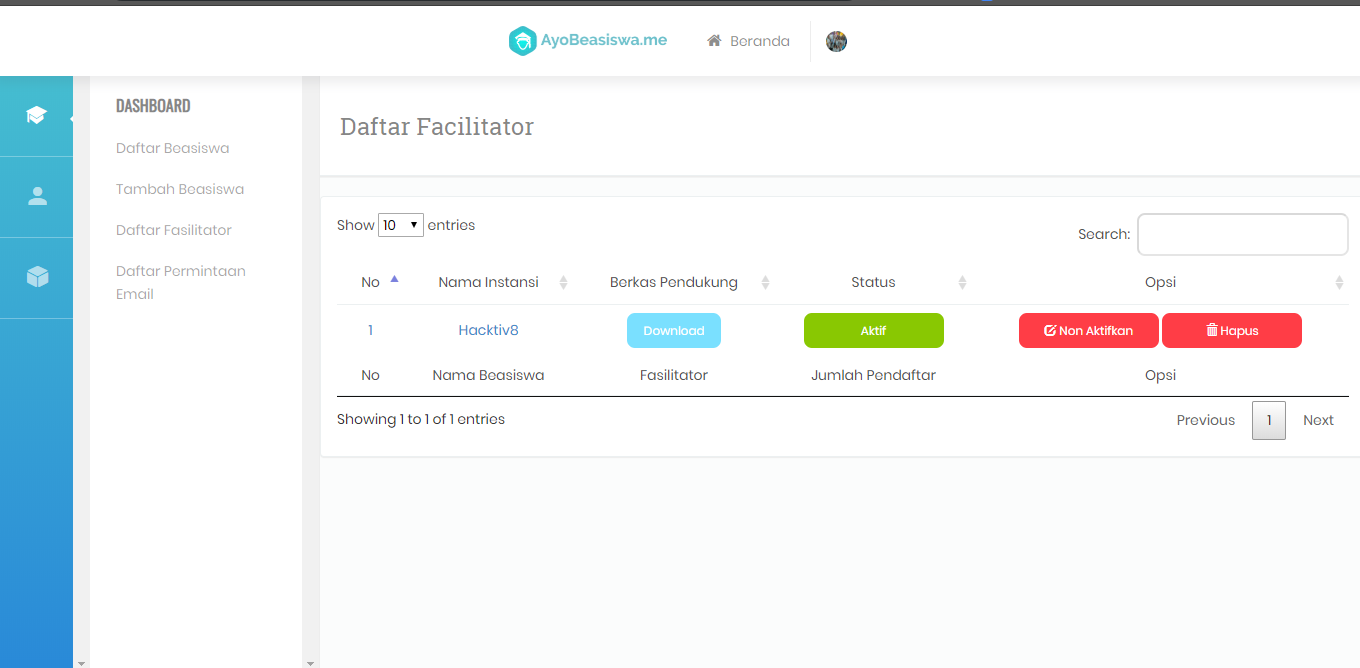 AyoBeasiswa.me Beranda
DASHBOARD
Daftar Beasiswa
Tambah Beasiswa
Daftar Fasilitator
Daftar Permintaan
Email
Daftar Facilitator
Show 10 entries
Search:
No Nama Instansi Berkas Pendukung Status Opsi
1 Hacktiv8 Download Aktif Non Aktifkan Hapus
No Nama Beasiswa Fasilitator Jumlah Pendaftar Opsi
Showing 1 to 1 of 1 entries
Previous 1 Next